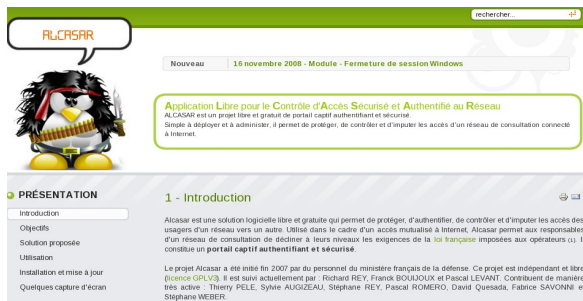 rechercher...
ALCASAR
Nouveau
16 novembre 2008 - Module - Fermeture de session Windows
Application Libre pour le Contrôle d'Accès Sécurisé et Authentifié au Réseau
ALCASAR est un projet libre et gratuit de portail captif authentifiant et sécurisé.
Simple à déployer et à administrer, il permet de protéger, de contrôler et d'imputer les accès d'un réseau de consultation connecté
à Internet.
PRÉSENTATION
Introduction
Objectifs
Solution proposée
Utilisation
Installation et mise à jour
Quelques capture d'écran
1 - Introduction
Alcasar est une solution logicielle libre et gratuite qui permet de protéger, d'authentifier, de contrôler et d'imputer les accès des
usagers d'un réseau vers un autre. Utilisé dans le cadre d'un accès mutualisé à Internet, Alcasar permet aux responsables
d'un réseau de consultation de décliner à leurs niveaux les exigences de la loi française imposées aux opérateurs (1). I
constitue un portail captif authentifiant et sécurisé.
Le projet Alcasar a été initié fin 2007 par du personnel du ministère français de la défense. Ce projet est indépendant et libre
(licence GPLV3). Il est suivi actuellement par : Richard REY, Franck BOUIJOUX et Pascal LEVANT. Contribuent de manière
très active : Thierry PELE, Sylvie AUGIZEAU, Stéphane REY, Pascal ROMERO, David Quesada, Fabrice SAVONNI e
Stéphane WEBER.